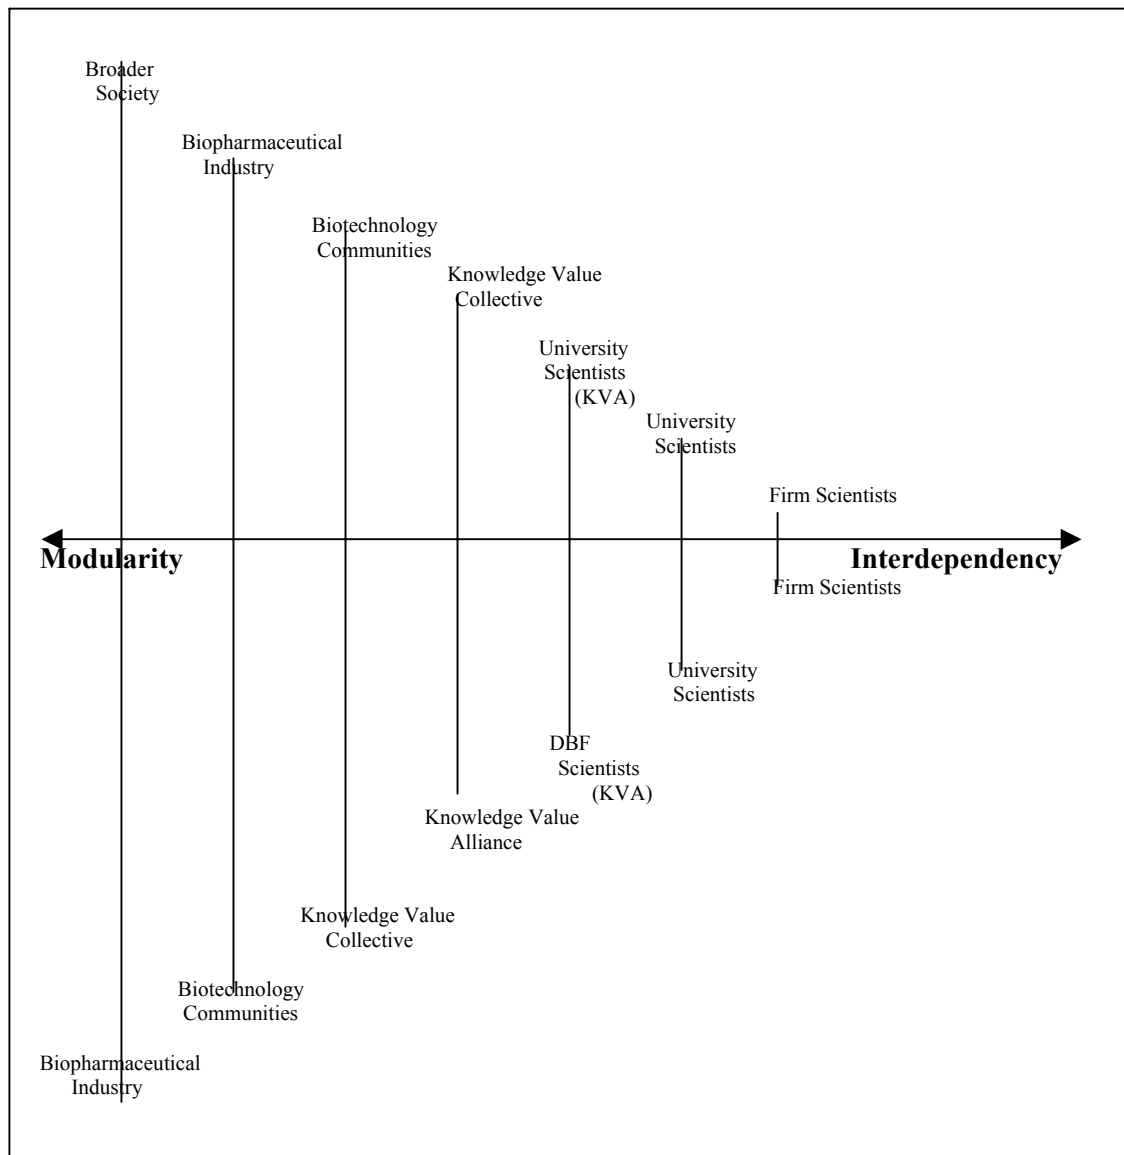 Broader
Society
Biopharmaceutical
Industry
Biotechnology
Communities
Knowledge Value
Collective
University
Scientists
(KVA)
University
Scientists
Firm Scientists
Modularity
Interdependency
Firm Scientists
University
Scientists
DBF
Scientists
(KVA)
Knowledge Value
Alliance
Knowledge Value
Collective
Biotechnology
Communities
Biopharmaceutical
Industry